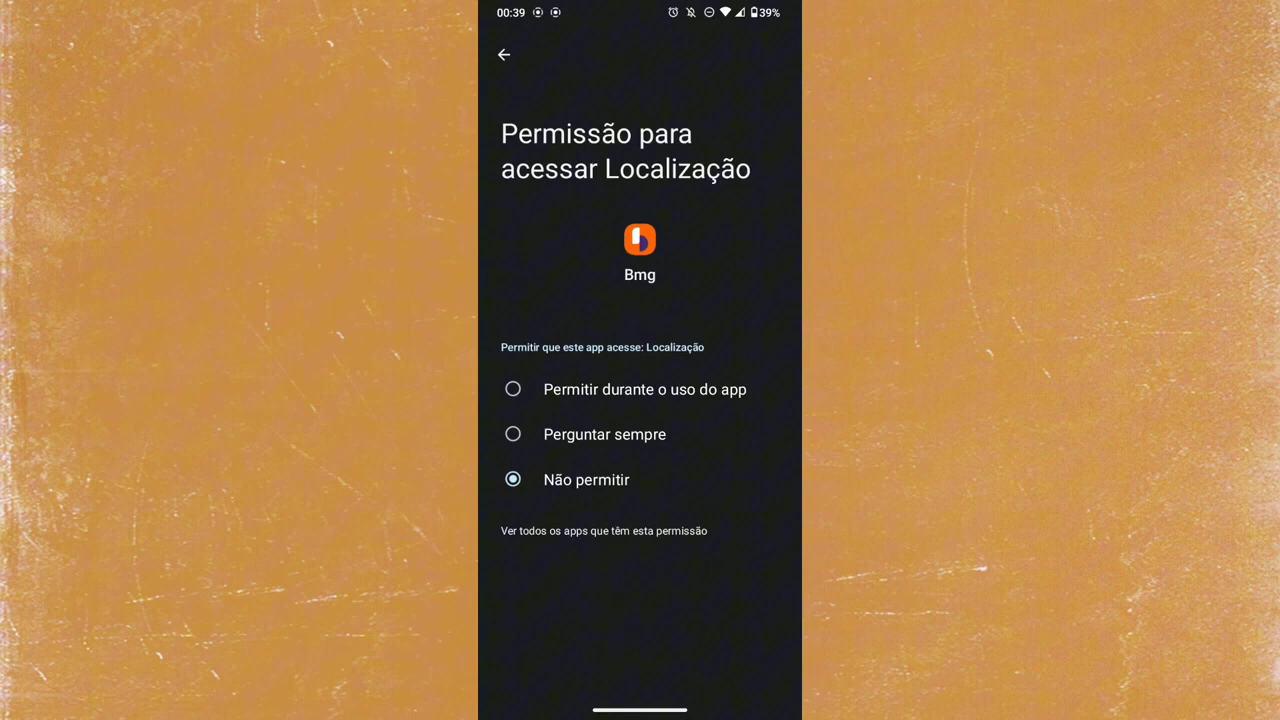 00:39
39%
Permissão para
acessar Localização
Bmg
Permitir que este app acesse: Localização
Permitir durante o uso do app
Perguntar sempre
Não permitir
Ver todos os apps que têm esta permissão